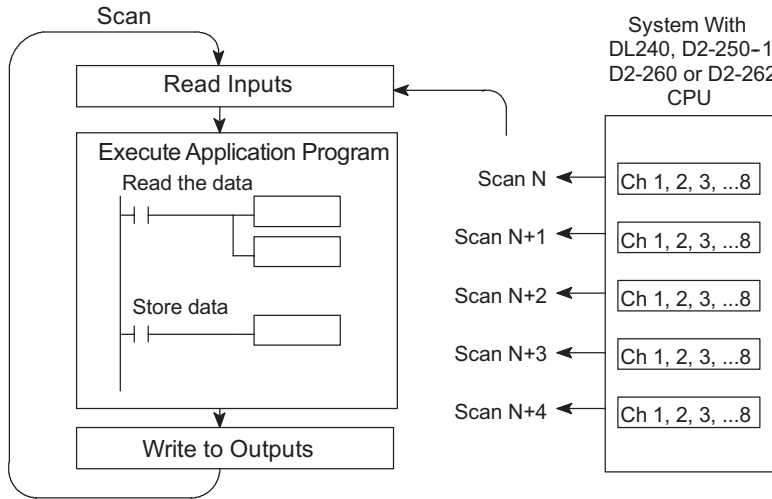 Scan
Read Inputs
Execute Application Program
Read the data
Store data
Write to Outputs
System With
DL240, D2-250-1
D2-260 or D2-262
CPU
Scan N
Ch 1, 2, 3, ...8
Scan N+1
Ch 1, 2, 3, ...8
Scan N+2
Ch 1, 2, 3, ...8
Scan N+3
Ch 1, 2, 3, ...8
Scan N+4
Ch 1, 2, 3, ...8